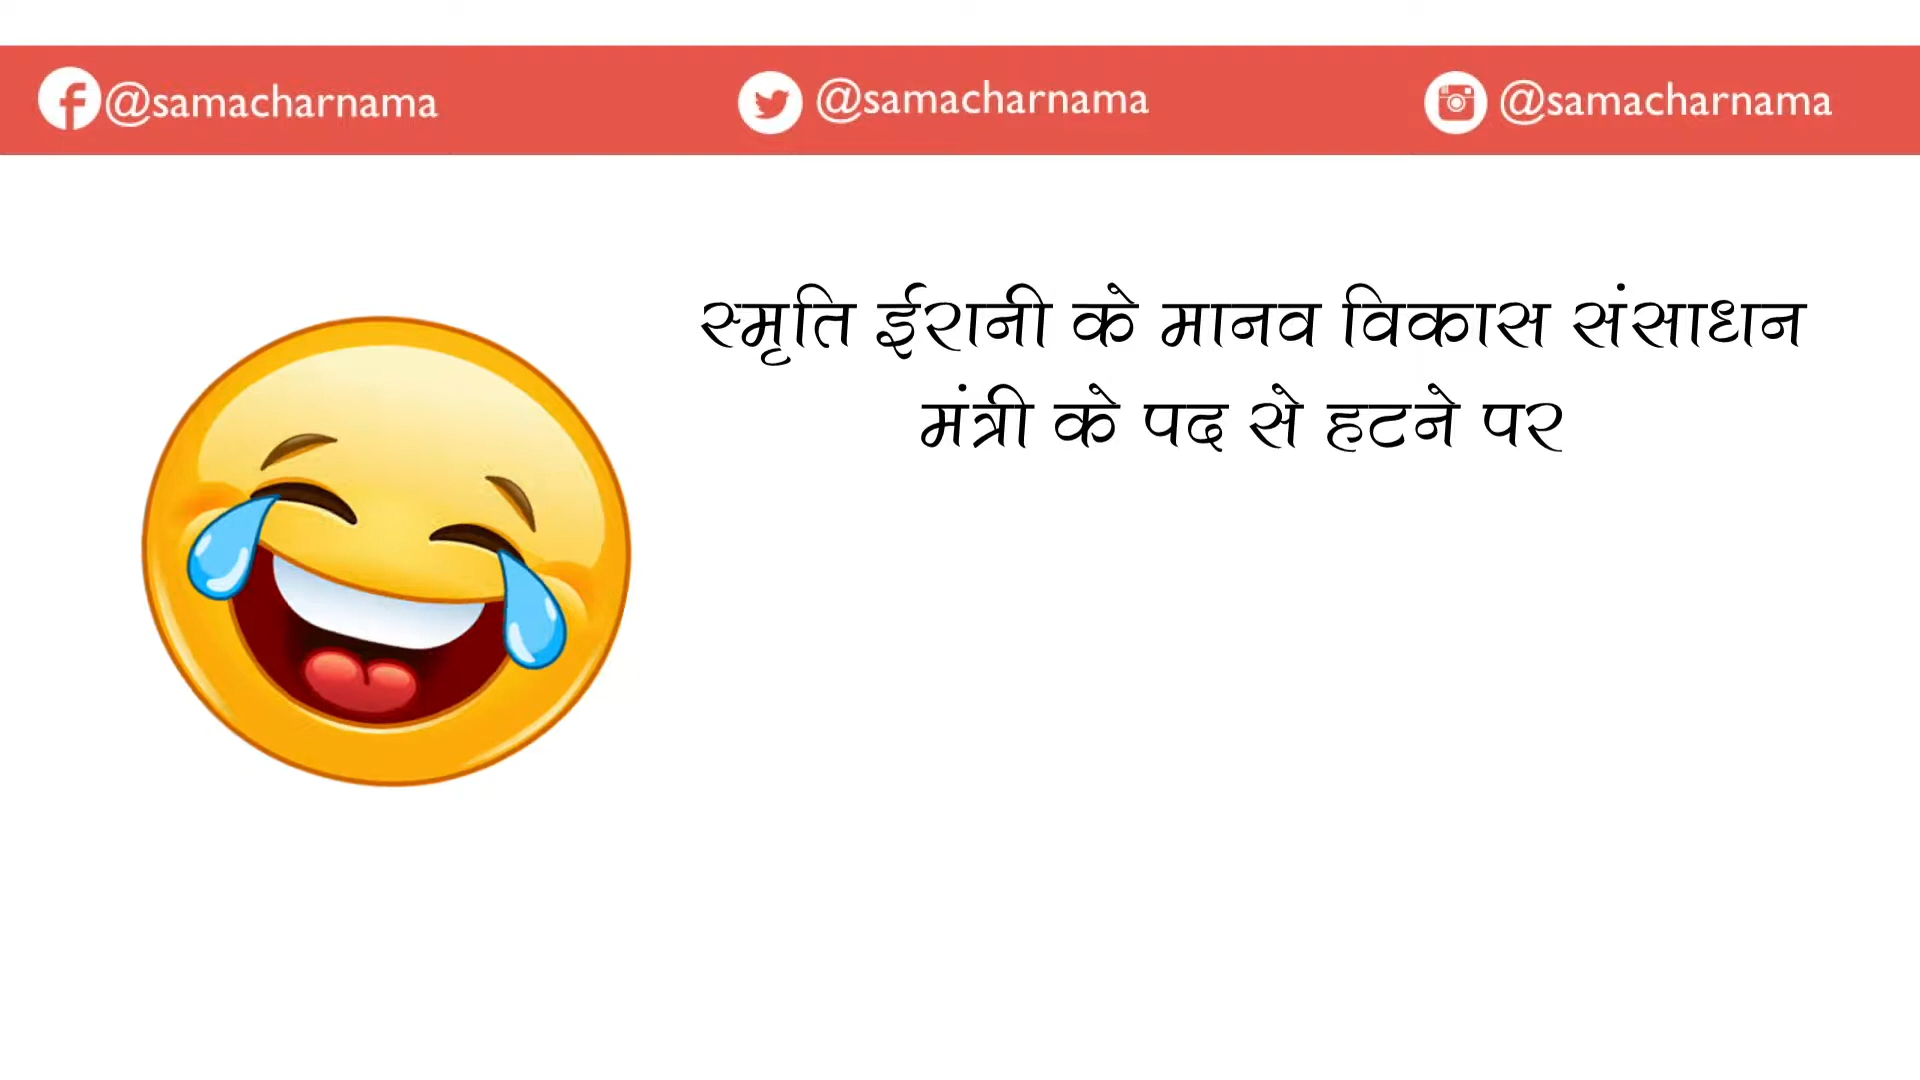 @samacharnama @samacharnama @samacharnama
स्मृति ईरानी के मानव विकास संसाधन
मंत्री के पद से हटने पर